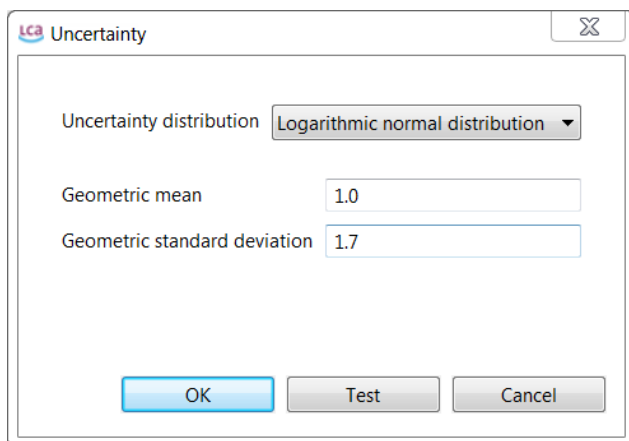 LCa Uncertainty
Uncertainty distribution Logarithmic normal distribution
Geometric mean 1.0
Geometric standard deviation 1.7
OK Test Cancel